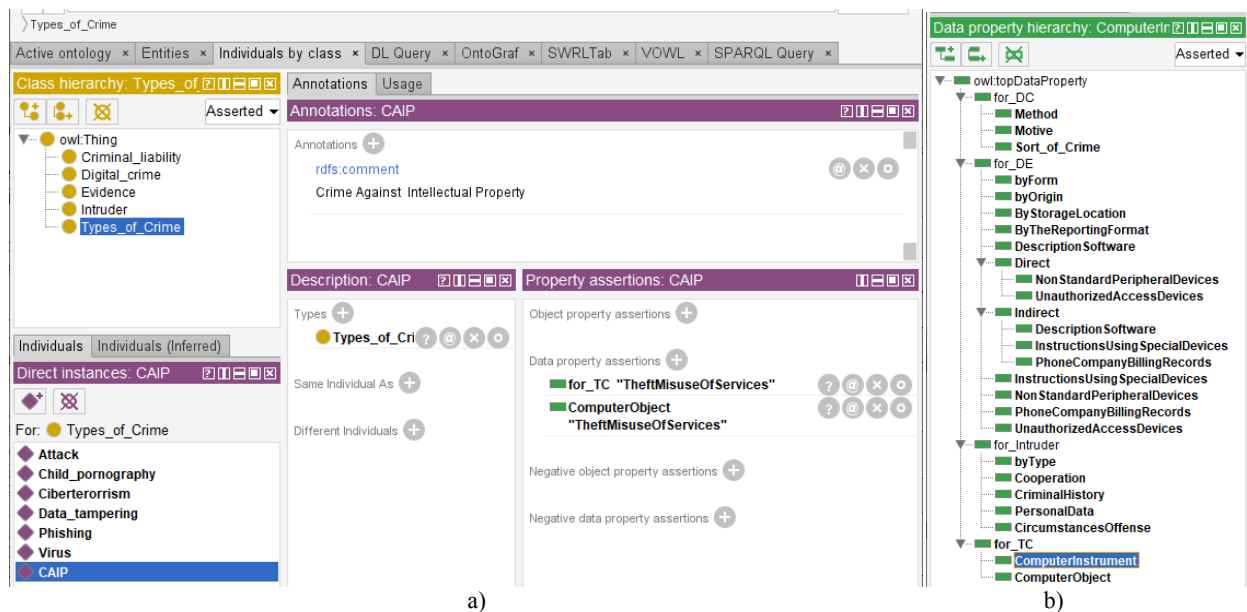 Types_of_Crime
Active ontology × Entities × Individuals by class × DL Query × OntoGraf × SWRLTab × VOWL × SPARQL Query ×
Class hierarchy: Types_of
Asserted
owl:Thing
Criminal_liability
Digital_crime
Evidence
Intruder
Types_of_Crime
Individuals Individuals (Inferred)
Direct instances: CAIP
For: Types_of_Crime
Attack
Child_pornography
Ciberterorrism
Data_tampering
Phishing
Virus
CAIP
Annotations Usage
Annotations: CAIP
Annotations
rdfs:comment
Crime Against Intellectual Property
Description: CAIP
Types
Types_of_Cri
Same Individual As
Different Individuals
Property assertions: CAIP
Object property assertions
Data property assertions
for_TC "TheftMisuseOfServices"
ComputerObject
"TheftMisuseOfServices"
Negative object property assertions
Negative data property assertions
a)
Data property hierarchy: ComputerIr
Asserted
owl:topDataProperty
for_DC
Method
Motive
Sort_of_Crime
for_DE
byForm
byOrigin
ByStorageLocation
ByTheReportingFormat
DescriptionSoftware
Direct
NonStandardPeripheralDevices
UnauthorizedAccessDevices
Indirect
DescriptionSoftware
InstructionsUsingSpecialDevices
PhoneCompanyBillingRecords
InstructionsUsingSpecialDevices
NonStandardPeripheralDevices
PhoneCompanyBillingRecords
UnauthorizedAccessDevices
for_Intruder
byType
Cooperation
CriminalHistory
PersonalData
CircumstancesOffense
for_TC
ComputerInstrument
ComputerObject
b)